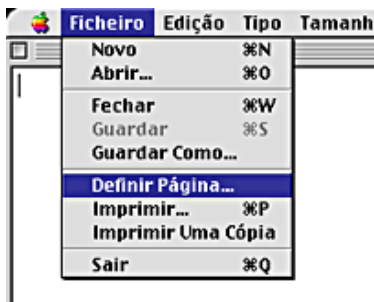 Ficheiro Edição Tipo Tamanh
Novo ⌘N
Abrir... ⌘O
Fechar ⌘W
Guardar ⌘S
Guardar Como...
Definir Página...
Imprimir... ⌘P
Imprimir Uma Cópia
Sair ⌘Q